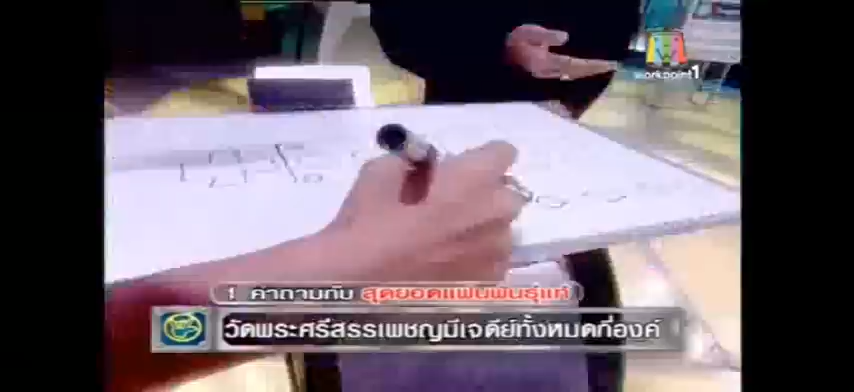 workpoint1
1 คำถามกับ สุดยอดแฟนพันธุ์แท้
วัดพระศรีสรรเพชญมีเจดีย์ทั้งหมดกี่องค์